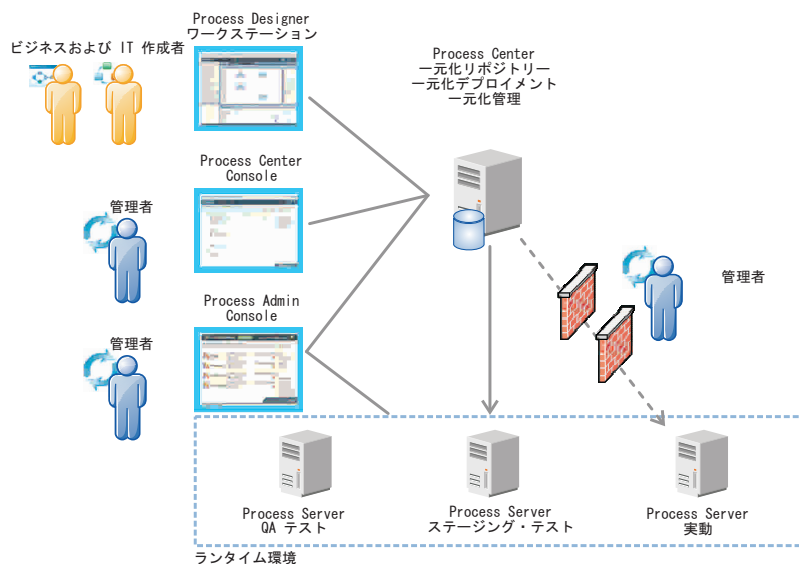 Process Designer
ワークステーション
ビジネスおよび IT 作成者
Process Center
一元化リポジトリー
一元化デプロイメント
一元化管理
Process Center
Console
管理者
管理者
Process Admin
Console
管理者
Process Server
QA テスト
Process Server
ステージング・テスト
Process Server
実動
ランタイム環境